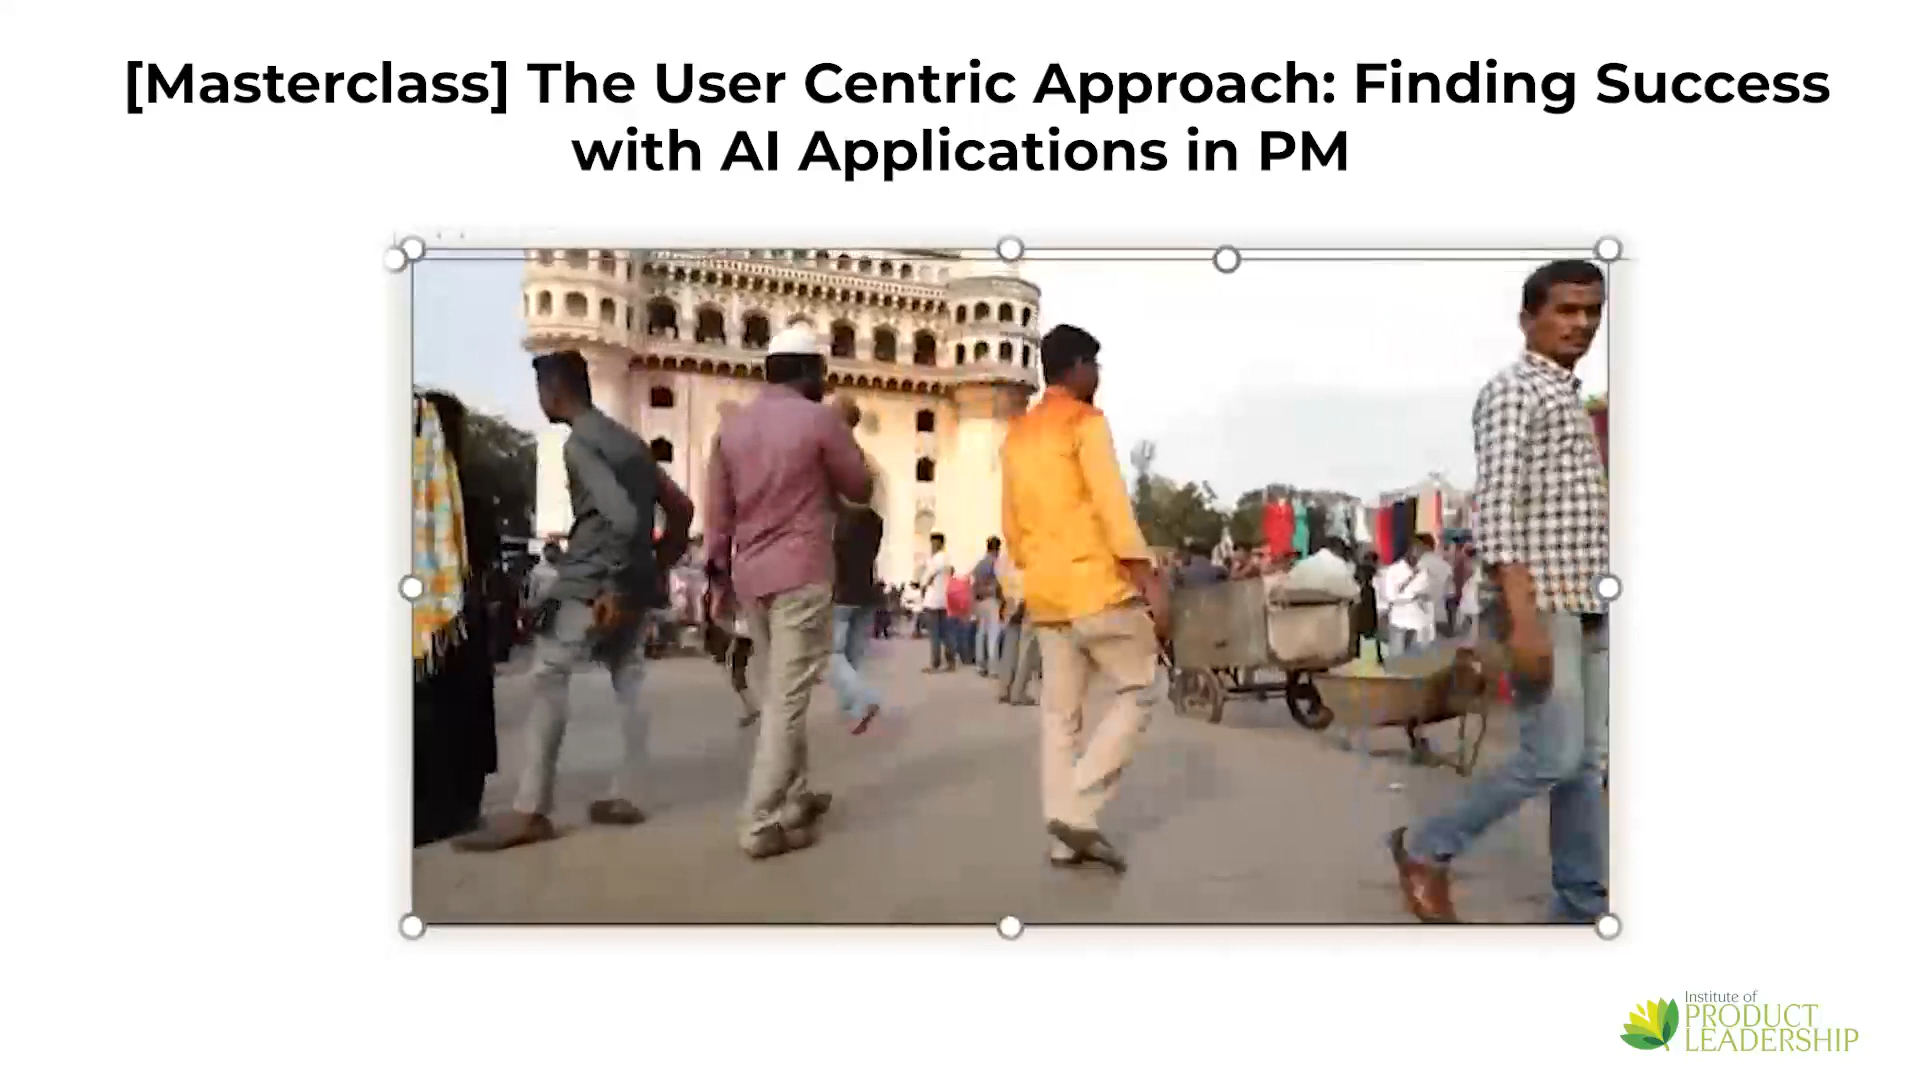 [Masterclass] The User Centric Approach: Finding Success
with AI Applications in PM
Institute of
PRODUCT
LEADERSHIP